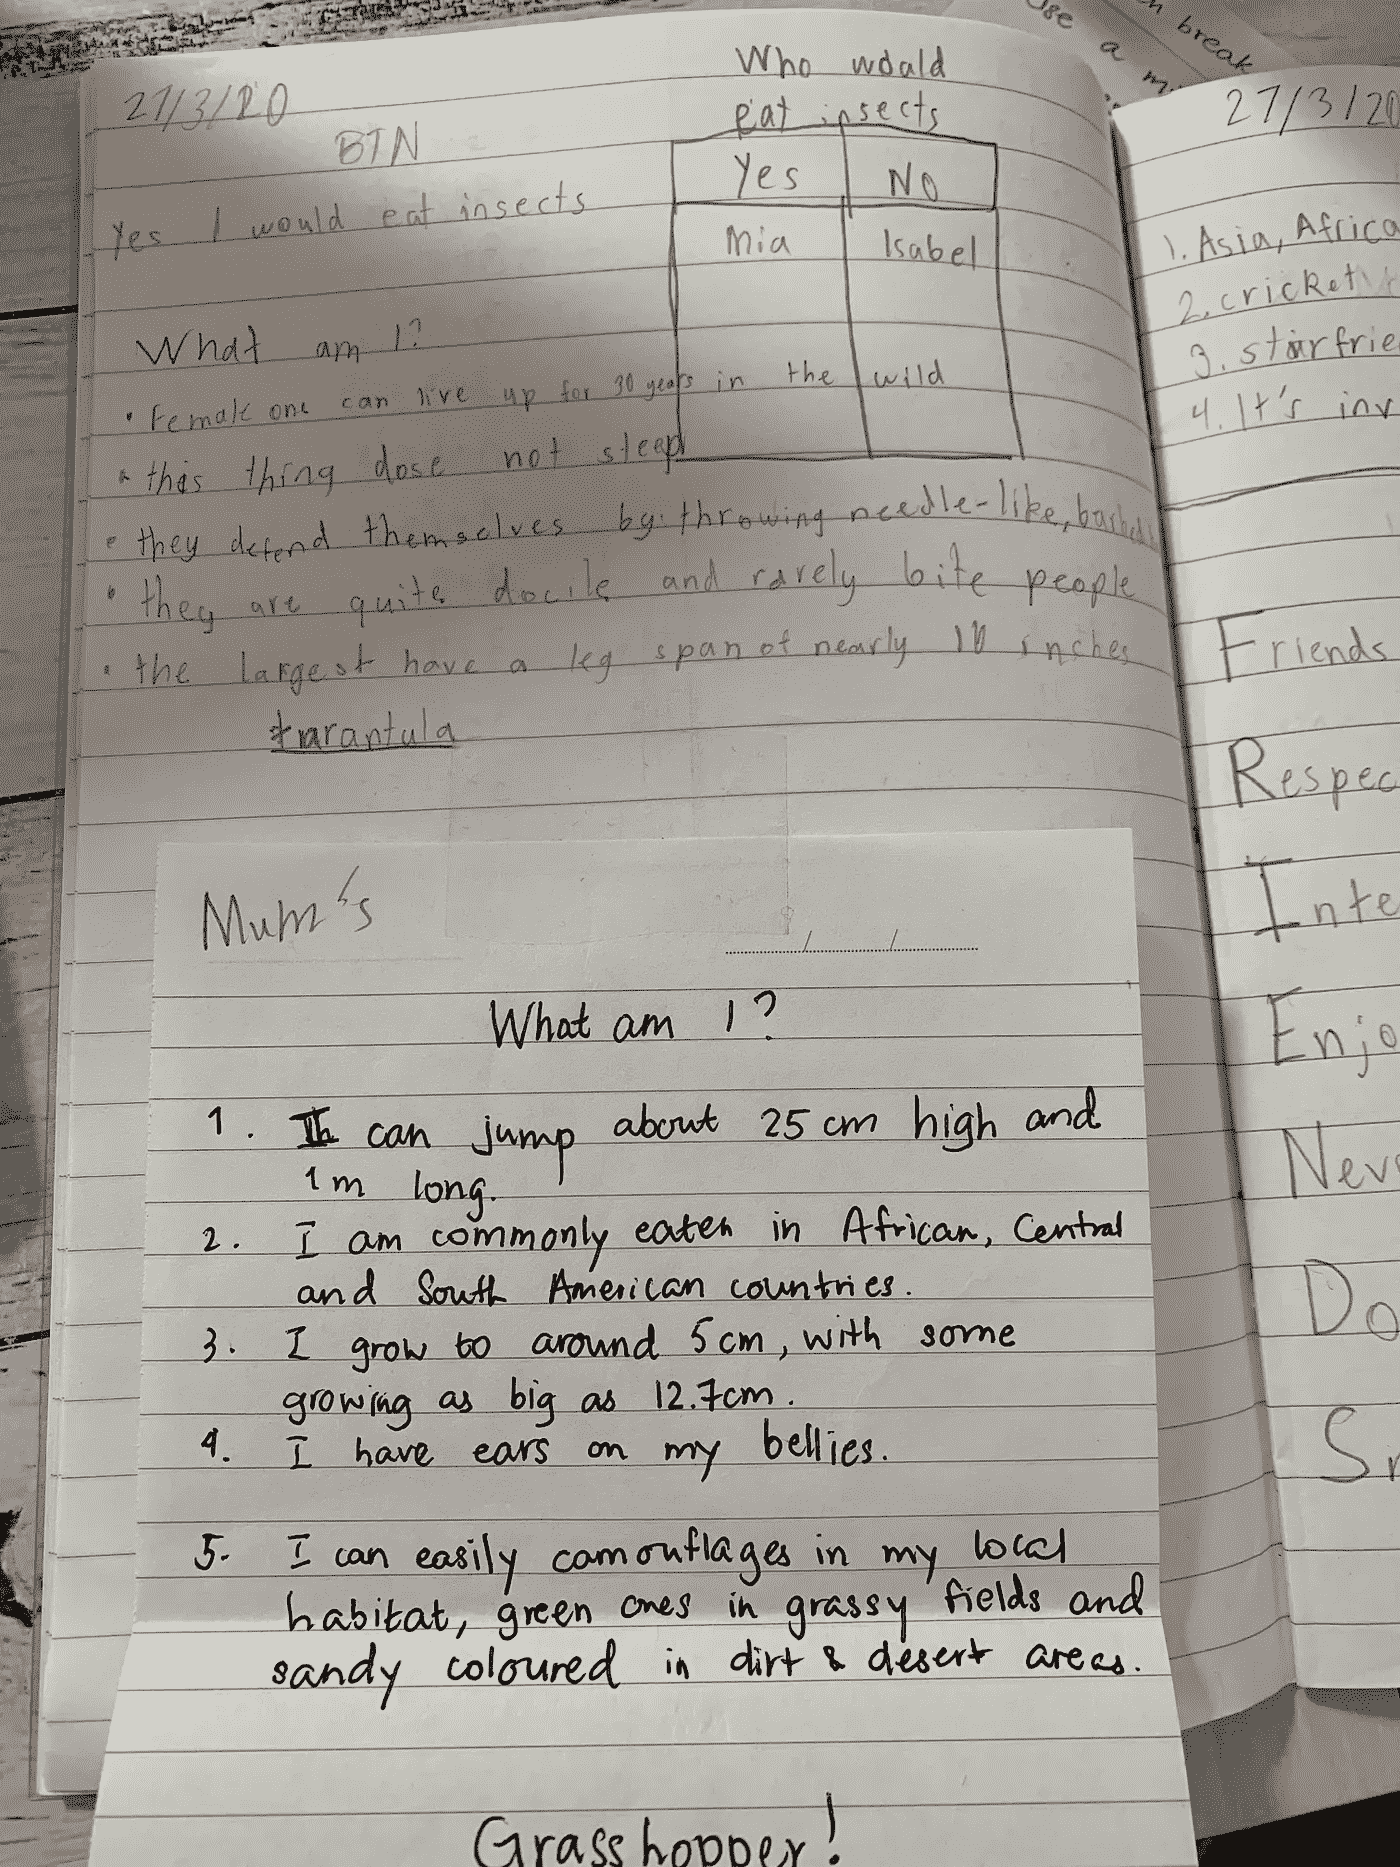 27/3/20
BTN
Yes I would eat insects
Who would
eat insects
Yes No
Mia Isabel
What am I?
• Female one can live up for 30 years in the wild
• this thing dose not sleep
• they defend themselves by throwing needle-like, barbed
• they are quite docile and rarely bite people
• the largest have a leg span of nearly 10 inches
tarantula
Mum's
What am I?
1. I can jump about 25 cm high and
1m long.
2. I am commonly eaten in African, Central
and South American countries.
3. I grow to around 5 cm, with some
growing as big as 12.7cm.
4. I have ears on my bellies.
5. I can easily camouflages in my local
habitat, green ones in grassy fields and
sandy coloured in dirt & desert areas.
Grasshopper!
27/3/20
1. Asia, Africa
2. cricket
3. stir frie
4. It's inv
Friends
Respec
Inte
Enjo
Nev
Do
S
break
a